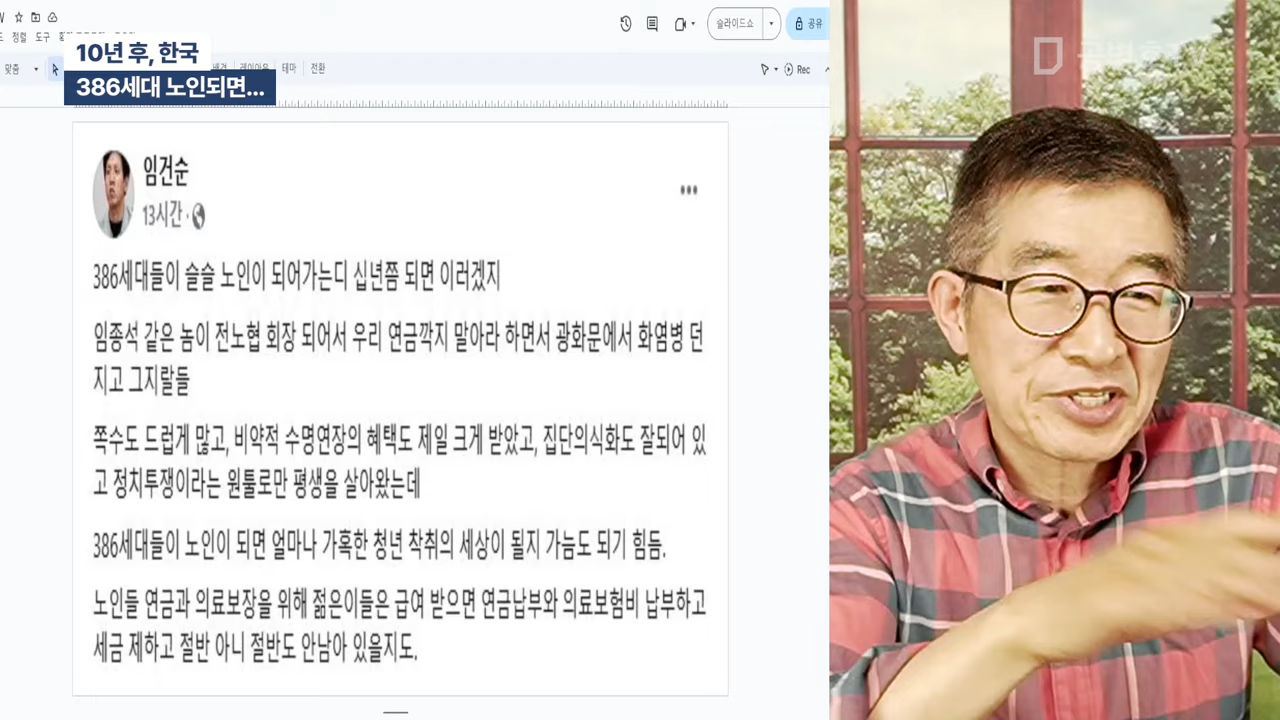 정렬 도구
슬라이드쇼
공유
10년 후, 한국
맞춤
테마
전환
Rec
386세대 노인되면...
임건순
13시간·
386세대들이 슬슬 노인이 되어가는디 십년쯤 되면 이러겠지
임종석 같은 놈이 전노협 회장 되어서 우리 연금깍지 말아라 하면서 광화문에서 화염병 던
지고 그지랄들
쪽수도 드럽게 많고, 비약적 수명연장의 혜택도 제일 크게 받았고, 집단의식화도 잘되어 있
고 정치투쟁이라는 원툴로만 평생을 살아왔는데
386세대들이 노인이 되면 얼마나 가혹한 청년 착취의 세상이 될지 가늠도 되기 힘듬.
노인들 연금과 의료보장을 위해 젊은이들은 급여 받으면 연금납부와 의료보험비 납부하고
세금 제하고 절반 아니 절반도 안남아 있을지도.